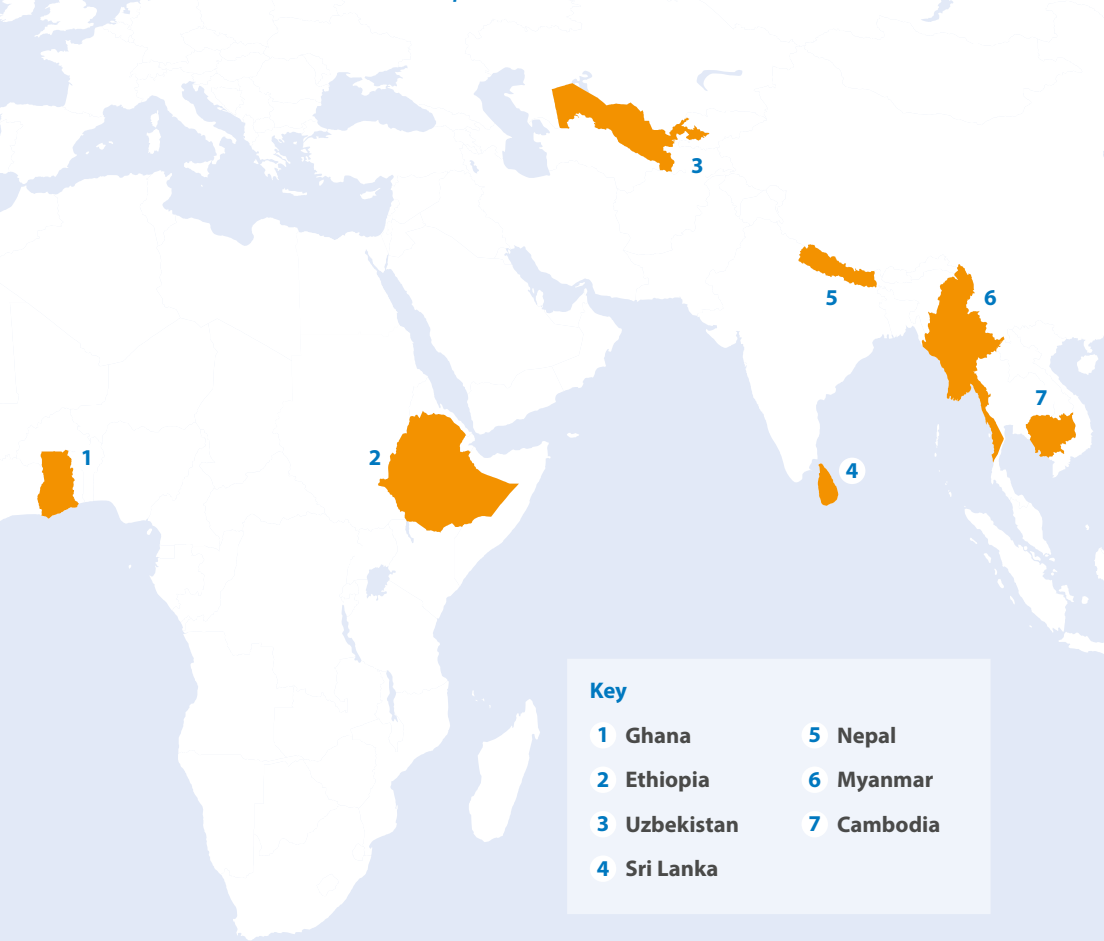 3
5
6
7
1
2
4
Key
1 Ghana
2 Ethiopia
3 Uzbekistan
4 Sri Lanka
5 Nepal
6 Myanmar
7 Cambodia